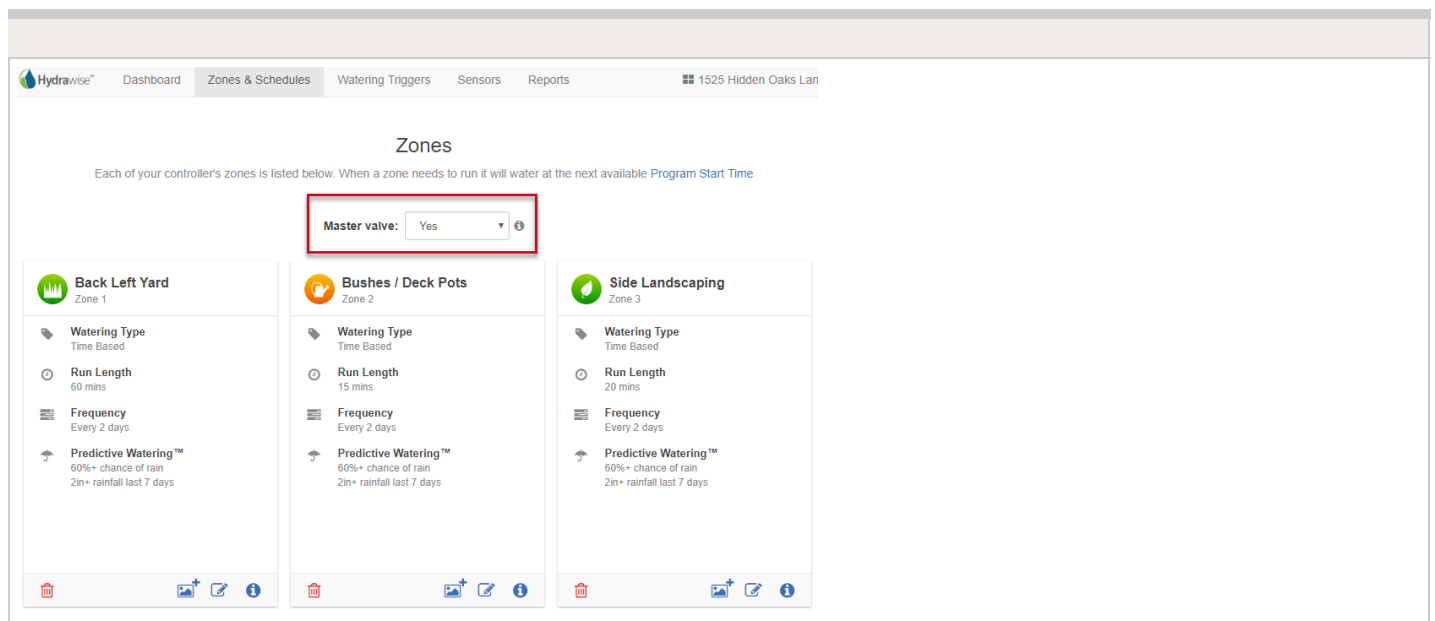 Hydrawise™ Dashboard Zones & Schedules Watering Triggers Sensors Reports 1525 Hidden Oaks Lan
Zones
Each of your controller's zones is listed below. When a zone needs to run it will water at the next available Program Start Time
Master valve: Yes
Back Left Yard
Zone 1
Watering Type
Time Based
Run Length
60 mins
Frequency
Every 2 days
Predictive Watering™
60%+ chance of rain
2in+ rainfall last 7 days
Bushes / Deck Pots
Zone 2
Watering Type
Time Based
Run Length
15 mins
Frequency
Every 2 days
Predictive Watering™
60%+ chance of rain
2in+ rainfall last 7 days
Side Landscaping
Zone 3
Watering Type
Time Based
Run Length
20 mins
Frequency
Every 2 days
Predictive Watering™
60%+ chance of rain
2in+ rainfall last 7 days